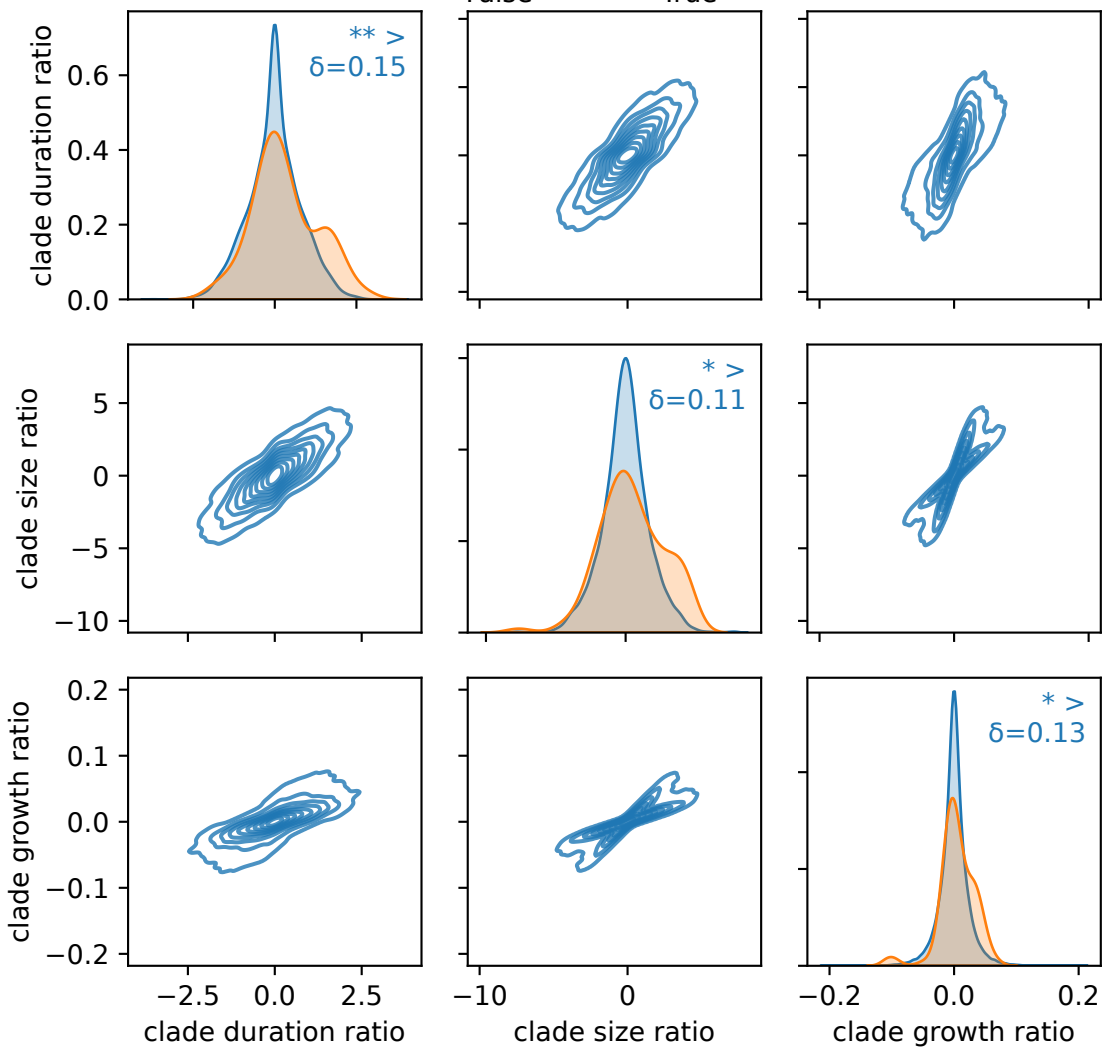 True
clade duration ratio
0.6
0.4
0.2
0.0
** >
δ=0.15
clade size ratio
5
0
−5
−10
* >
δ=0.11
clade growth ratio
0.2
0.1
0.0
−0.1
−0.2
* >
δ=0.13
−2.5 0.0 2.5
−10 0
−0.2 0.0 0.2
clade duration ratio
clade size ratio
clade growth ratio